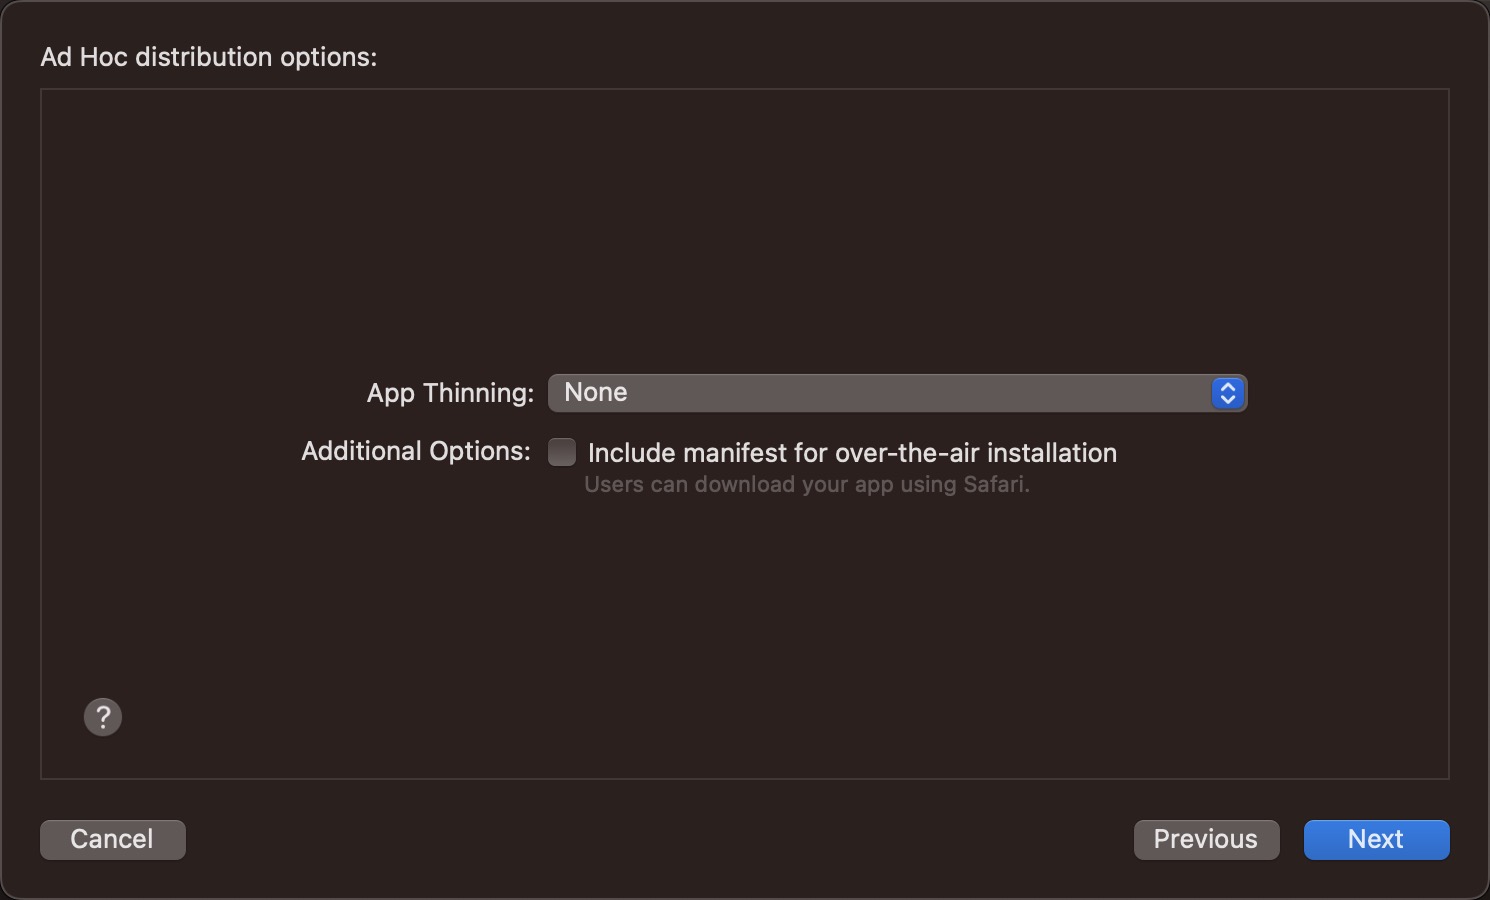 Ad Hoc distribution options:
App Thinning: None
Additional Options: Include manifest for over-the-air installation
Users can download your app using Safari.
?
Cancel Previous Next